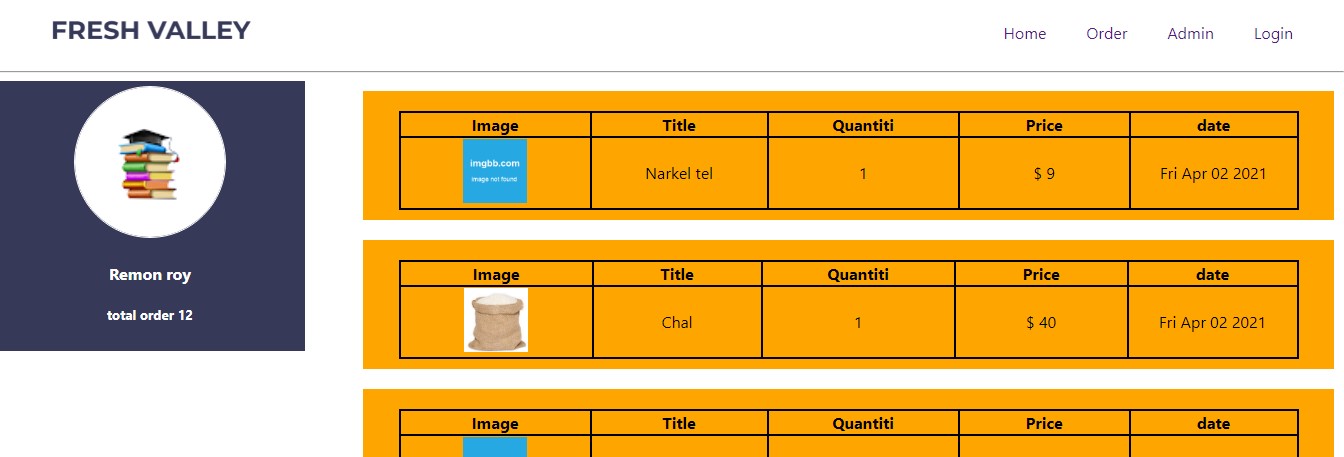 FRESH VALLEY
Home Order Admin Login
Remon roy
total order 12
Image Title Quantiti Price date
imgbb.com
image not found
Narkel tel 1 $ 9 Fri Apr 02 2021
Image Title Quantiti Price date
Chal 1 $ 40 Fri Apr 02 2021
Image Title Quantiti Price date